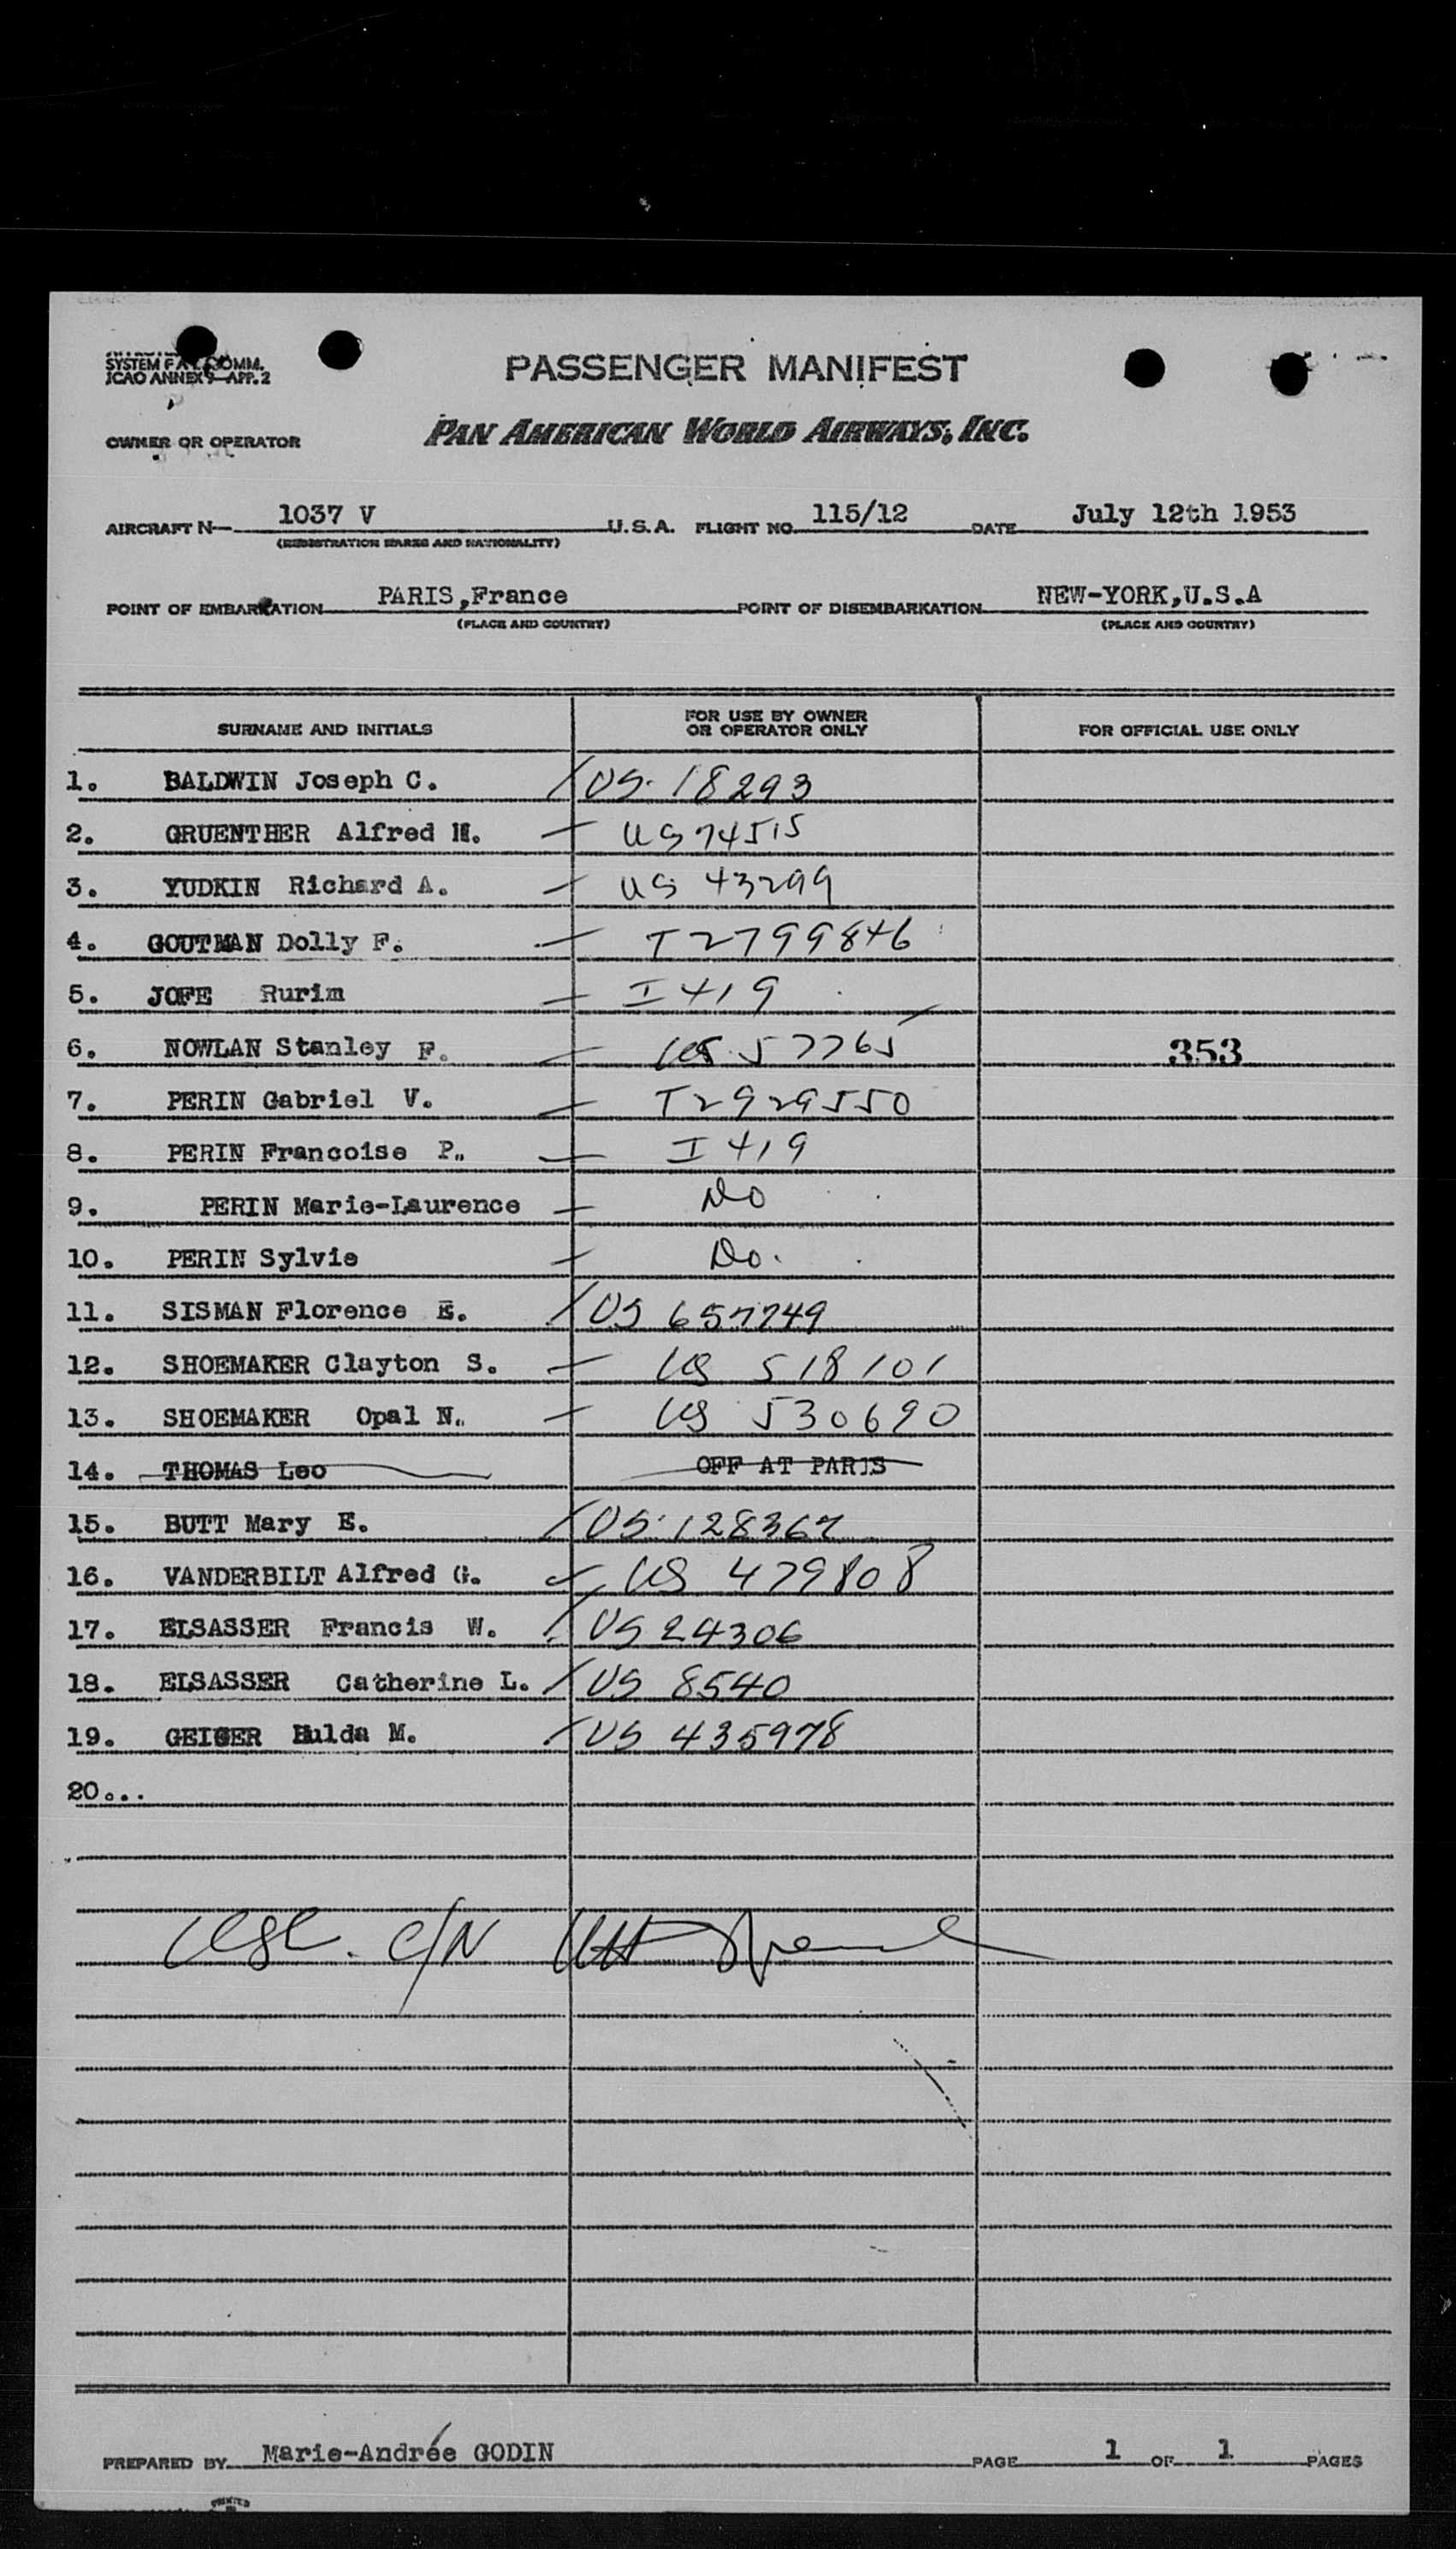 SYSTEM FAL COMM.
ICAO ANNEX 9—APP. 2
PASSENGER MANIFEST
OWNER OR OPERATOR PAN AMERICAN WORLD AIRWAYS, INC.
AIRCRAFT N— 1037 V U.S.A. FLIGHT NO. 115/12 DATE July 12th 1953
(REGISTRATION MARKS AND NATIONALITY)
POINT OF EMBARKATION PARIS,France POINT OF DISEMBARKATION NEW-YORK,U.S.A
(PLACE AND COUNTRY) (PLACE AND COUNTRY)
SURNAME AND INITIALS FOR USE BY OWNER OR OPERATOR ONLY FOR OFFICIAL USE ONLY
1. BALDWIN Joseph C. US 18293
2. GRUENTHER Alfred M. US 74515
3. YUDKIN Richard A. US 43299
4. GOUTMAN Dolly F. T2799846
5. JOFE Rurim I 419
6. NOWLAN Stanley F. US 57765 353
7. PERIN Gabriel V. T2929550
8. PERIN Francoise P. I 419
9. PERIN Marie-Laurence Do
10. PERIN Sylvie Do.
11. SISMAN Florence E. US 657749
12. SHOEMAKER Clayton S. US 518101
13. SHOEMAKER Opal N. US 530690
14. THOMAS Leo OFF AT PARIS
15. BUTT Mary E. US 128367
16. VANDERBILT Alfred G. US 479808
17. ELSASSER Francis W. US 24306
18. ELSASSER Catherine L. US 8540
19. GEIGER Hulda M. US 435978
20...
C/N
PREPARED BY Marie-Andrée GODIN PAGE 1 OF 1 PAGES
PRINTED